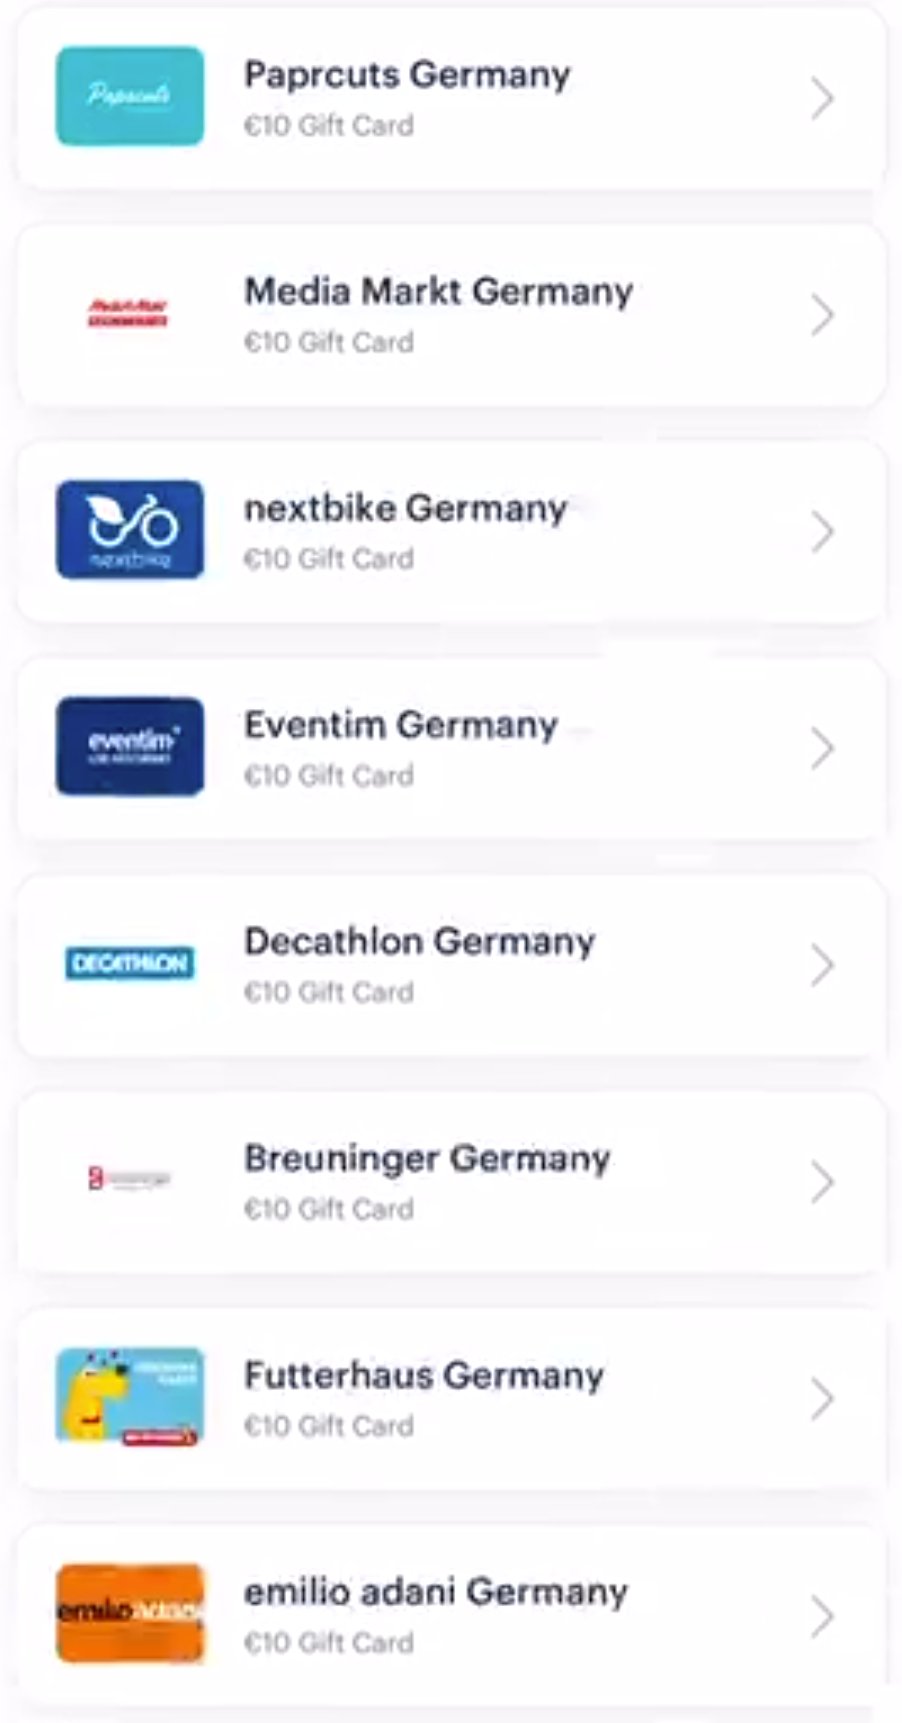 Paprcuts
Paprcuts Germany
€10 Gift Card
Media Markt Germany
€10 Gift Card
nextbike
nextbike Germany
€10 Gift Card
eventim
Eventim Germany
€10 Gift Card
DECATHLON
Decathlon Germany
€10 Gift Card
Breuninger Germany
€10 Gift Card
Futterhaus Germany
€10 Gift Card
emilio adani
emilio adani Germany
€10 Gift Card